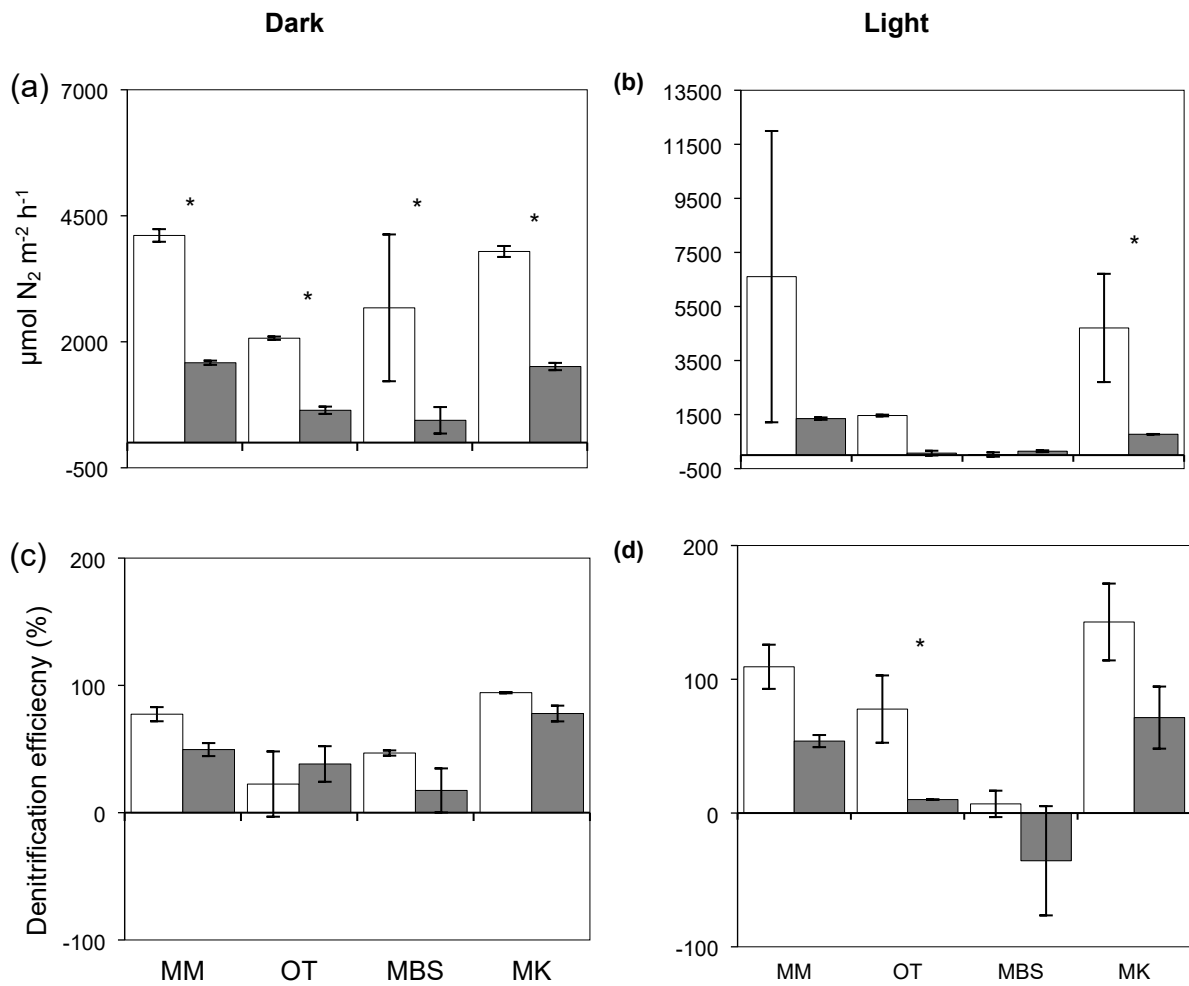 Dark
Light
(a)
(b)
µmol N₂ m⁻² h⁻¹
7000
4500
2000
-500
*
*
*
*
13500
11500
9500
7500
5500
3500
1500
-500
*
(c)
(d)
Denitrification efficiecny (%)
200
100
0
-100
MM OT MBS MK
200
100
0
-100
*
MM OT MBS MK